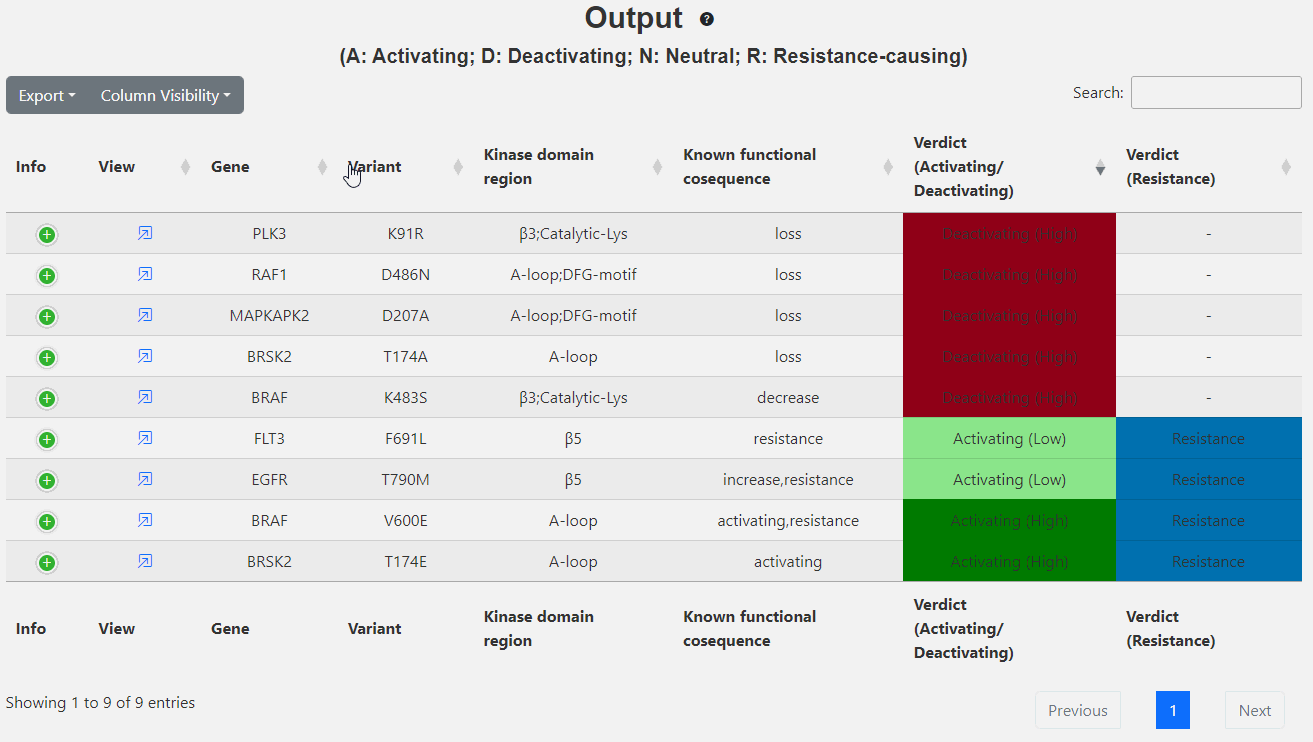 Output ?
(A: Activating; D: Deactivating; N: Neutral; R: Resistance-causing)
Export Column Visibility
Search:
Info View Gene Variant Kinase domain region Known functional cosequence Verdict (Activating/ Deactivating) Verdict (Resistance)
PLK3 K91R β3;Catalytic-Lys loss Deactivating (High) -
RAF1 D486N A-loop;DFG-motif loss Deactivating (High) -
MAPKAPK2 D207A A-loop;DFG-motif loss Deactivating (High) -
BRSK2 T174A A-loop loss Deactivating (High) -
BRAF K483S β3;Catalytic-Lys decrease Deactivating (High) -
FLT3 F691L β5 resistance Activating (Low) Resistance
EGFR T790M β5 increase,resistance Activating (Low) Resistance
BRAF V600E A-loop activating,resistance Activating (High) Resistance
BRSK2 T174E A-loop activating Activating (High) Resistance
Info View Gene Variant Kinase domain region Known functional cosequence Verdict (Activating/ Deactivating) Verdict (Resistance)
Showing 1 to 9 of 9 entries
Previous 1 Next